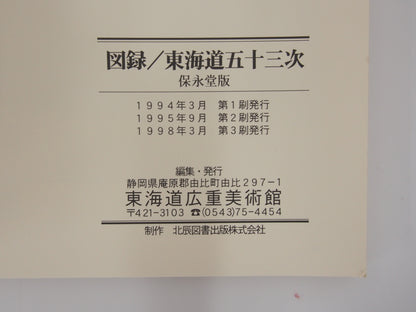 図録/東海道五十三次
保永堂版
1994年3月 第1刷発行
1995年9月 第2刷発行
1998年3月 第3刷発行
編集・発行
静岡県庵原郡由比町由比297-1
東海道広重美術館
〒421-3103 ☎(0543)75-4454
制作 北辰図書出版株式会社